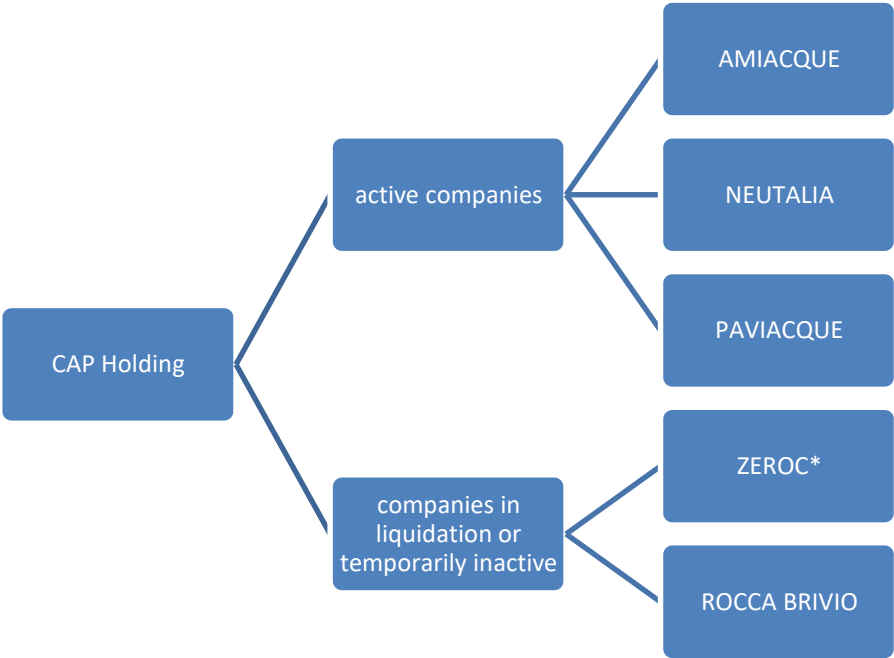 CAP Holding
active companies
companies in
liquidation or
temporarily inactive
AMIACQUE
NEUTALIA
PAVIACQUE
ZEROC*
ROCCA BRIVIO